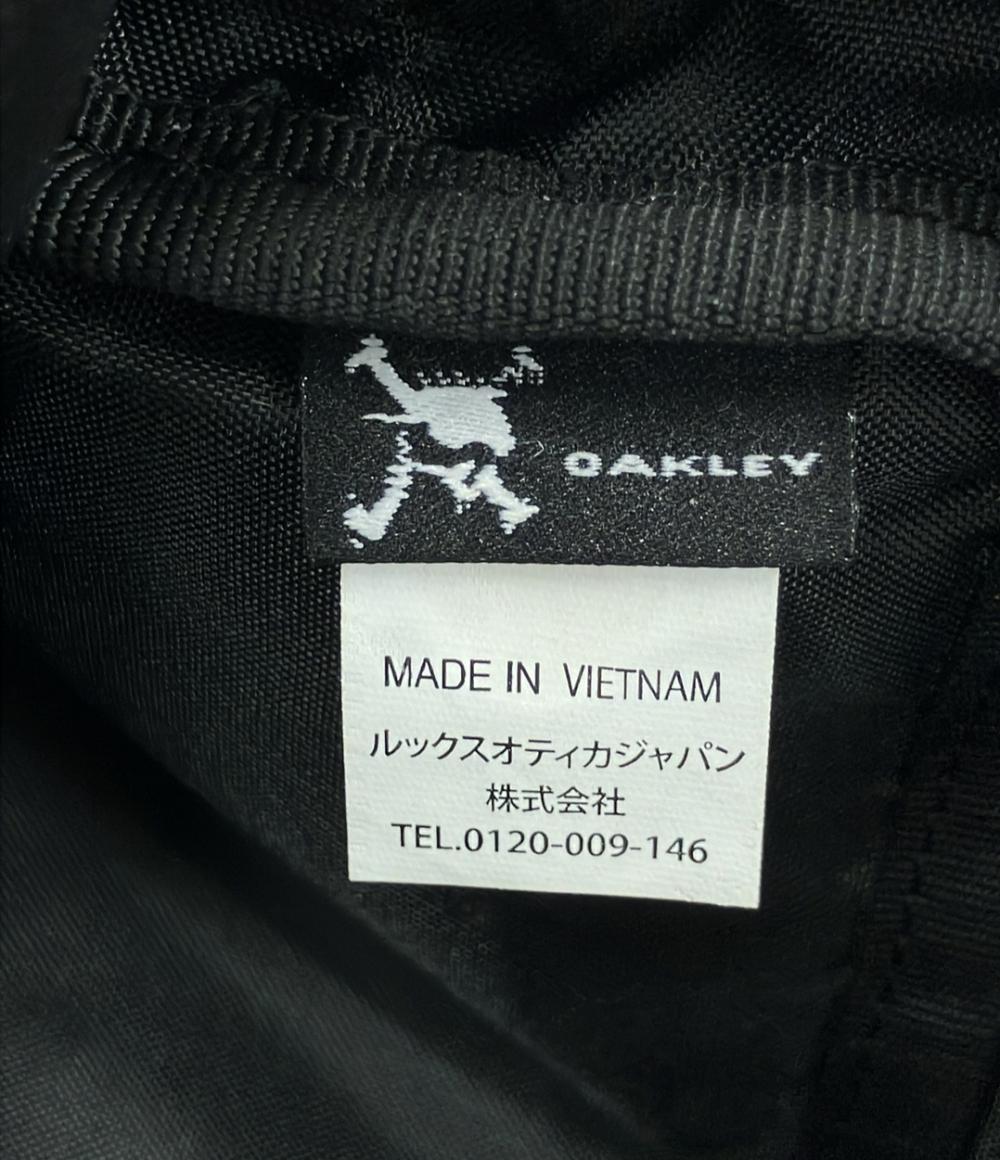 OAKLEY
MADE IN VIETNAM
ルックスオティカジャパン
株式会社
TEL.0120-009-146